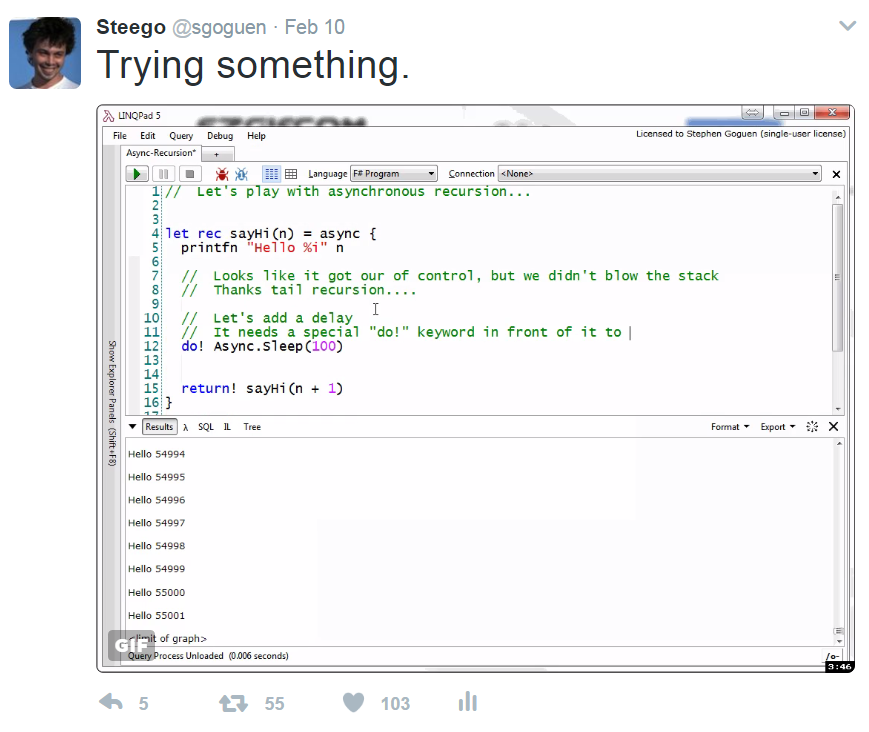 Steego @sgoguen · Feb 10
Trying something.
LINQPad 5
File Edit Query Debug Help
Licensed to Stephen Goguen (single-user license)
Async-Recursion* +
Language F# Program Connection <None>
1 // Let's play with asynchronous recursion...
2
3
4 let rec sayHi(n) = async {
5 printfn "Hello %i" n
6
7 // Looks like it got our of control, but we didn't blow the stack
8 // Thanks tail recursion....
9
10 // Let's add a delay
11 // It needs a special "do!" keyword in front of it to
12 do! Async.Sleep(100)
13
14
15 return! sayHi(n + 1)
16 }
17
Show Explorer Panels (Shift+F8)
Results λ SQL IL Tree
Format Export
Hello 54994
Hello 54995
Hello 54996
Hello 54997
Hello 54998
Hello 54999
Hello 55000
Hello 55001
<limit of graph>
GIF
Query Process Unloaded (0.006 seconds)
/o-
3:46
5 55 103